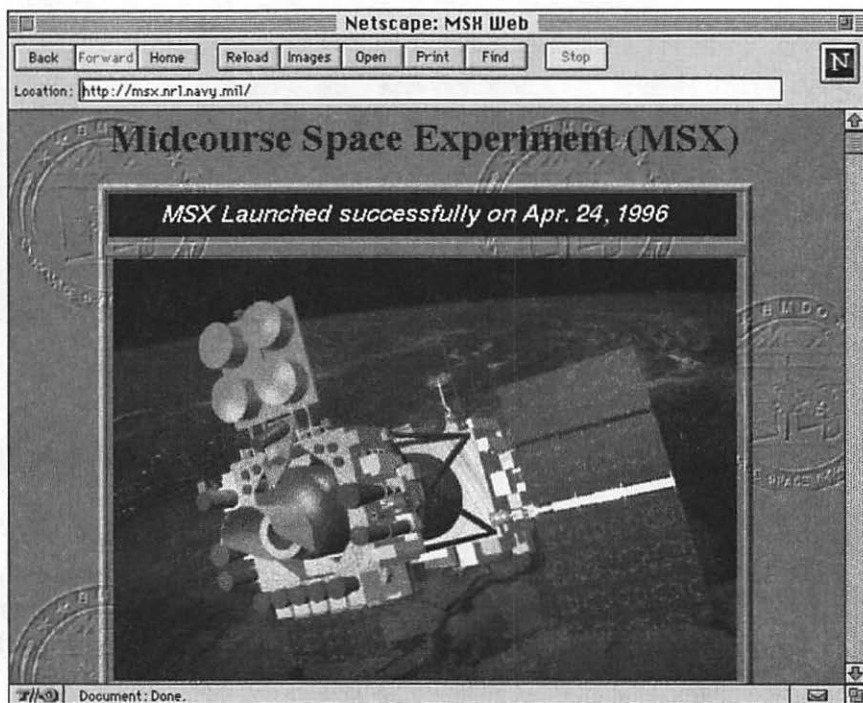 Netscape: MSX Web
Back Forward Home Reload Images Open Print Find Stop
N
Location: http://msx.nrl.navy.mil/
Midcourse Space Experiment (MSX)
MSX Launched successfully on Apr. 24, 1996
BMDO
Document: Done.